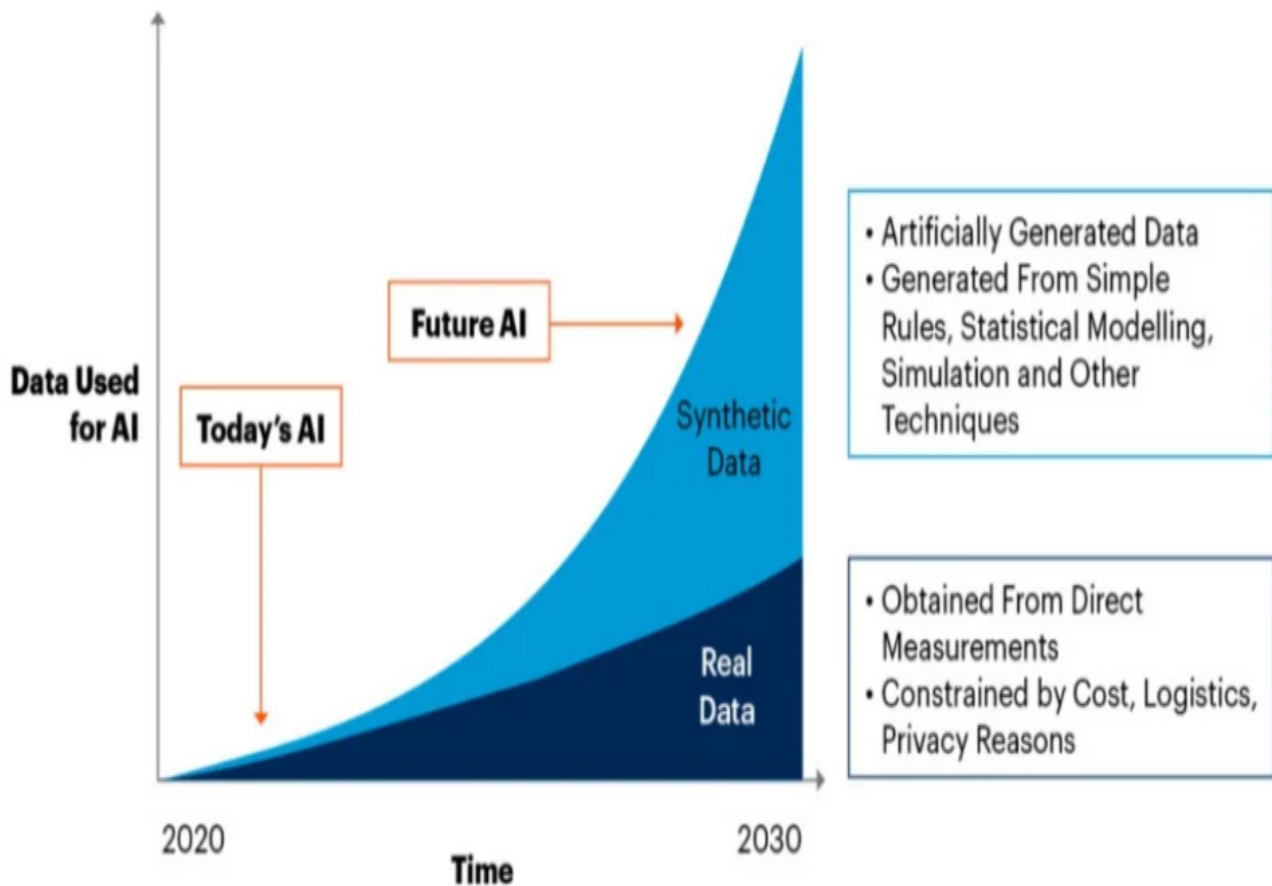 Data Used
for AI
Today's AI
Future AI
Synthetic
Data
Real
Data
2020
2030
Time
• Artificially Generated Data
• Generated From Simple
Rules, Statistical Modelling,
Simulation and Other
Techniques
• Obtained From Direct
Measurements
• Constrained by Cost, Logistics,
Privacy Reasons